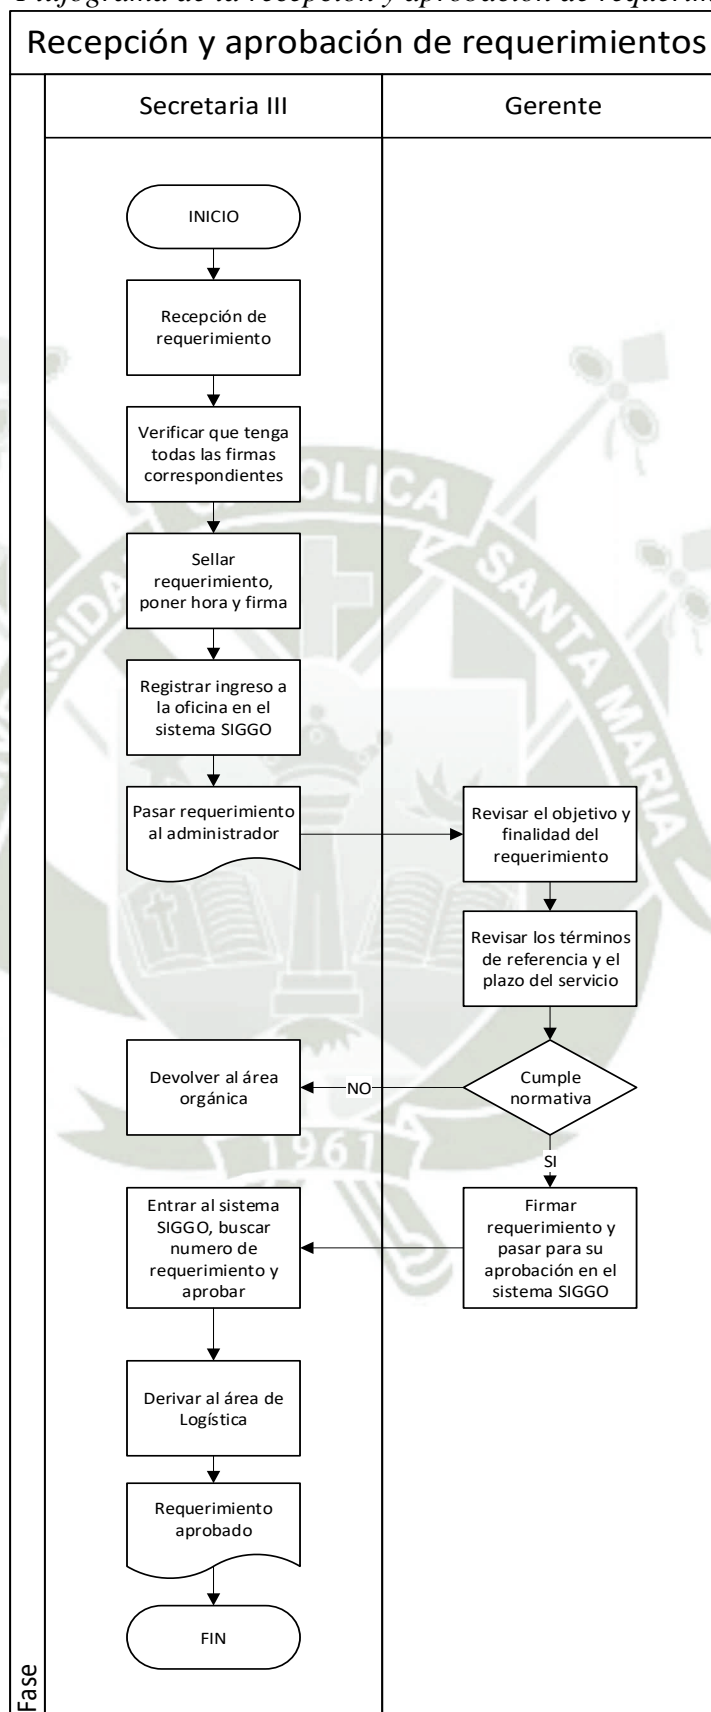 Flujograma de la recepción y aprobación de
Recepción y aprobación de requerimientos
Secretaria III
Gerente
INICIO
Recepción de
requerimiento
Verificar que tenga
todas las firmas
correspondientes
Sellar
requerimiento,
poner hora y firma
Registrar ingreso a
la oficina en el
sistema SIGGO
Pasar requerimiento
al administrador
Revisar el objetivo y
finalidad del
requerimiento
Revisar los términos
de referencia y el
plazo del servicio
Cumple
normativa
NO
Devolver al área
orgánica
SI
Firmar
requerimiento y
pasar para su
aprobación en el
sistema SIGGO
Entrar al sistema
SIGGO, buscar
numero de
requerimiento y
aprobar
Derivar al área de
Logística
Requerimiento
aprobado
FIN
Fase
CATOLICA
SANTA MARIA
1961